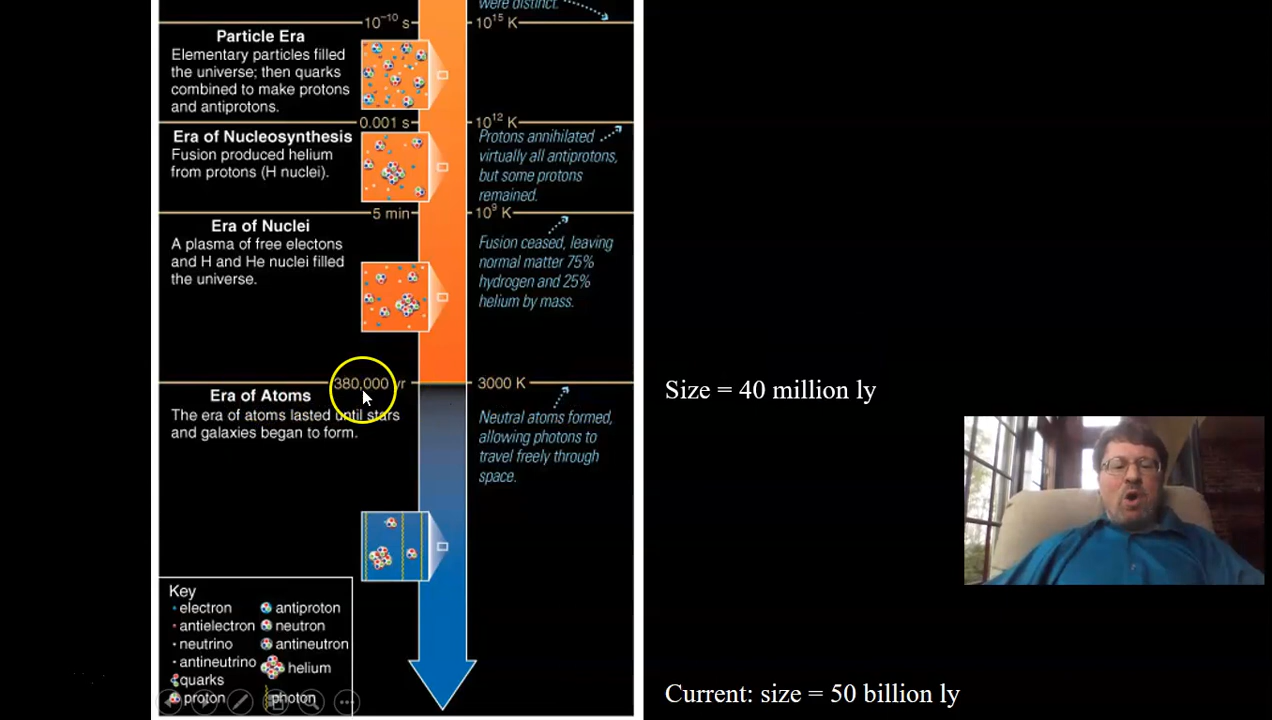 were distinct.
10⁻¹⁰ s
10¹⁵ K
Particle Era
Elementary particles filled
the universe; then quarks
combined to make protons
and antiprotons.
0.001 s
10¹² K
Era of Nucleosynthesis
Fusion produced helium
from protons (H nuclei).
Protons annihilated
virtually all antiprotons,
but some protons
remained.
5 min
10⁹ K
Era of Nuclei
A plasma of free electons
and H and He nuclei filled
the universe.
Fusion ceased, leaving
normal matter 75%
hydrogen and 25%
helium by mass.
380,000 yr
3000 K
Size = 40 million ly
Era of Atoms
The era of atoms lasted until stars
and galaxies began to form.
Neutral atoms formed,
allowing photons to
travel freely through
space.
Key
electron
antielectron
neutrino
antineutrino
quarks
proton
antiproton
neutron
antineutron
helium
photon
Current: size = 50 billion ly